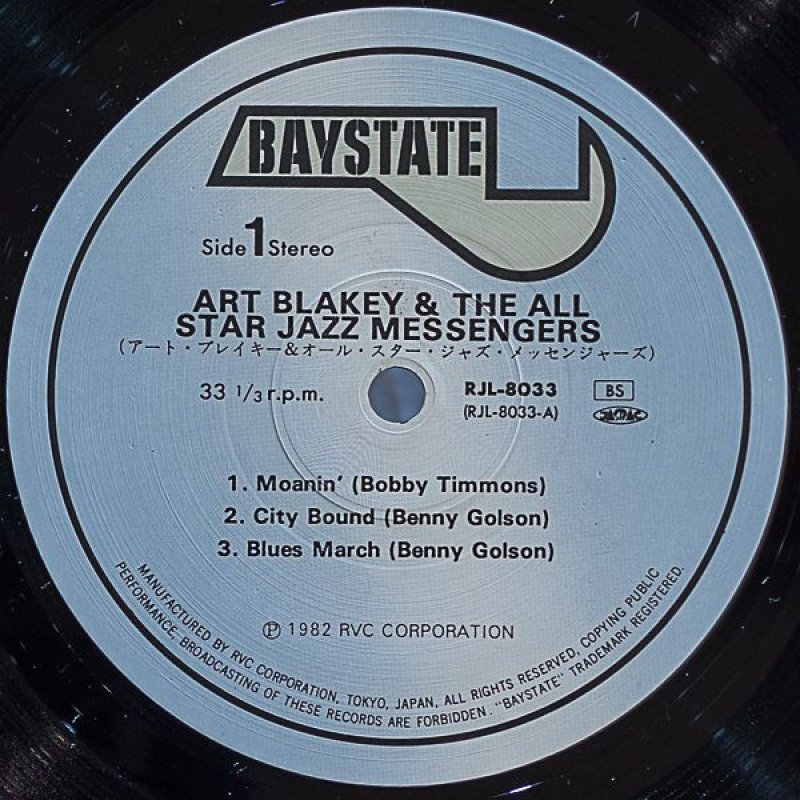 BAYSTATE
Side 1 Stereo
ART BLAKEY & THE ALL
STAR JAZZ MESSENGERS
(アート・ブレイキー&オール・スター・ジャズ・メッセンジャーズ)
33 1/3 r.p.m.
RJL-8033
(RJL-8033-A)
BS
JASRAC
1. Moanin' (Bobby Timmons)
2. City Bound (Benny Golson)
3. Blues March (Benny Golson)
℗ 1982 RVC CORPORATION
MANUFACTURED BY RVC CORPORATION, TOKYO, JAPAN, ALL RIGHTS RESERVED, COPYING PUBLIC
PERFORMANCE, BROADCASTING OF THESE RECORDS ARE FORBIDDEN. "BAYSTATE" TRADEMARK REGISTERED.